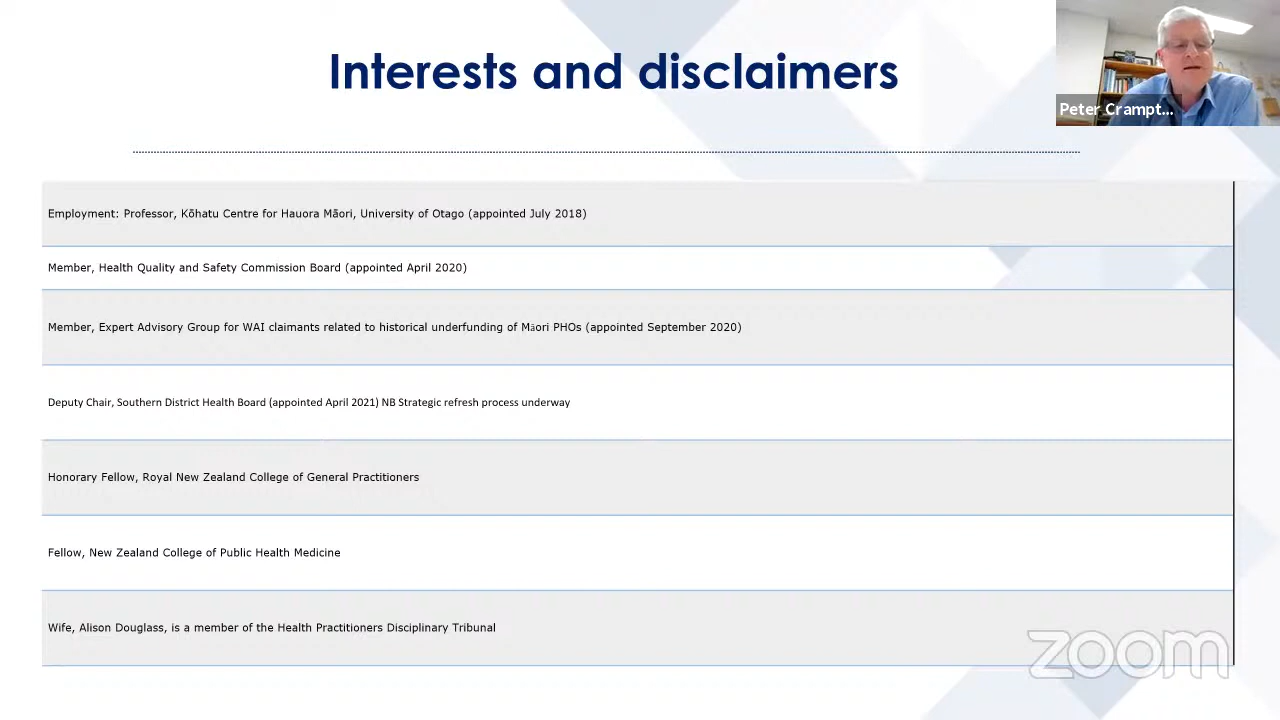 Interests and disclaimers
Peter Crampt...
Employment: Professor, Kōhatu Centre for Hauora Māori, University of Otago (appointed July 2018)
Member, Health Quality and Safety Commission Board (appointed April 2020)
Member, Expert Advisory Group for WAI claimants related to historical underfunding of Māori PHOs (appointed September 2020)
Deputy Chair, Southern District Health Board (appointed April 2021) NB Strategic refresh process underway
Honorary Fellow, Royal New Zealand College of General Practitioners
Fellow, New Zealand College of Public Health Medicine
Wife, Alison Douglass, is a member of the Health Practitioners Disciplinary Tribunal
zoom